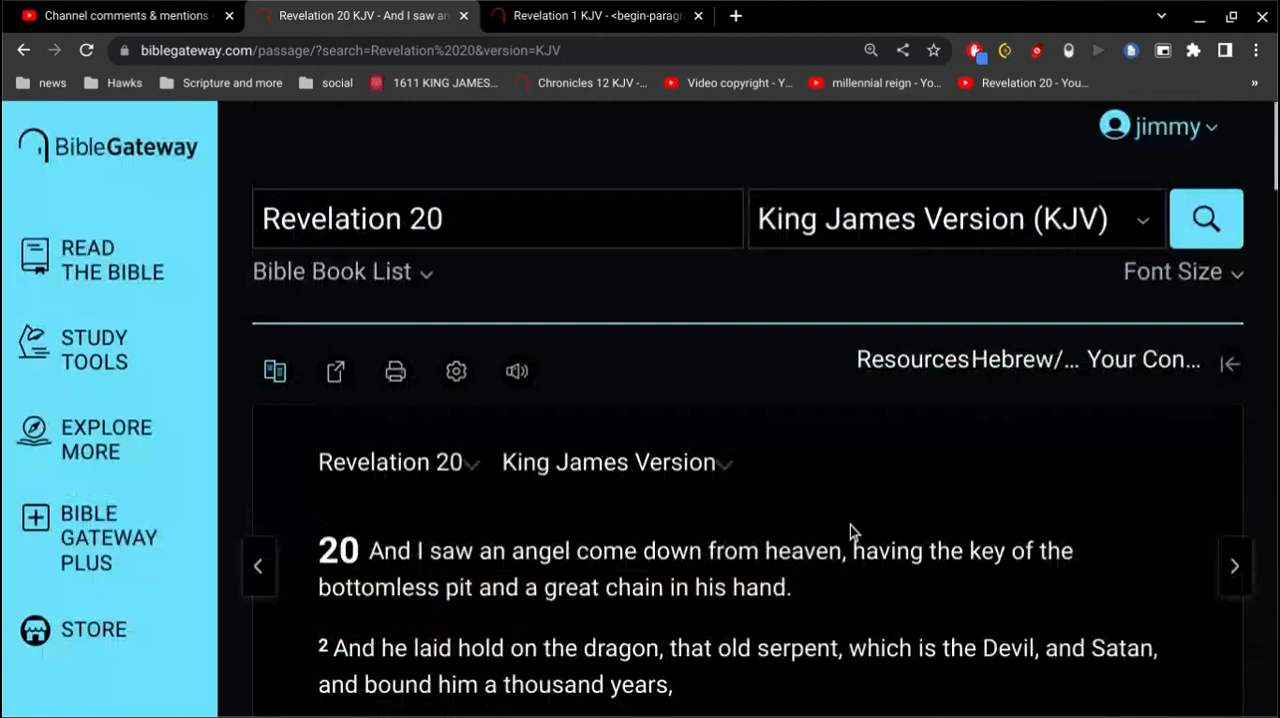 Channel comments & mentions
Revelation 20 KJV - And I saw an
Revelation 1 KJV - <begin-paragr
biblegateway.com/passage/?search=Revelation%2020&version=KJV
news
Hawks
Scripture and more
social
1611 KING JAMES...
Chronicles 12 KJV -...
Video copyright - Y...
millennial reign - Yo...
Revelation 20 - You...
»
BibleGateway
jimmy
READ
THE BIBLE
STUDY
TOOLS
EXPLORE
MORE
BIBLE
GATEWAY
PLUS
STORE
Revelation 20
King James Version (KJV)
Bible Book List
Font Size
Resources Hebrew/... Your Con...
Revelation 20 King James Version
20 And I saw an angel come down from heaven, having the key of the
bottomless pit and a great chain in his hand.
2 And he laid hold on the dragon, that old serpent, which is the Devil, and Satan,
and bound him a thousand years,